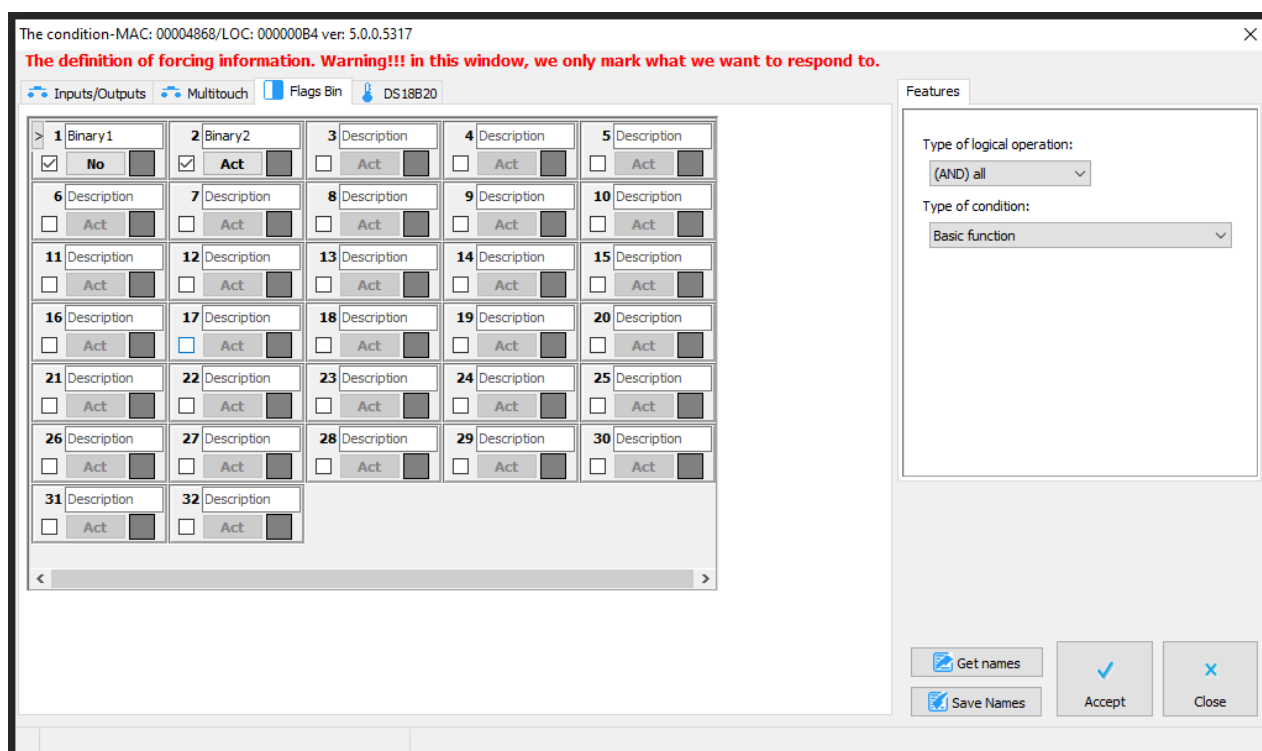 The condition-MAC: 00004868/LOC: 000000B4 ver: 5.0.0.5317
The definition of forcing information. Warning!!! in this window, we only mark what we want to respond to.
Inputs/Outputs Multitouch Flags Bin DS18B20
Features
> 1 Binary1 2 Binary2 3 Description 4 Description 5 Description
No Act Act Act Act
6 Description 7 Description 8 Description 9 Description 10 Description
Act Act Act Act Act
11 Description 12 Description 13 Description 14 Description 15 Description
Act Act Act Act Act
16 Description 17 Description 18 Description 19 Description 20 Description
Act Act Act Act Act
21 Description 22 Description 23 Description 24 Description 25 Description
Act Act Act Act Act
26 Description 27 Description 28 Description 29 Description 30 Description
Act Act Act Act Act
31 Description 32 Description
Act Act
Type of logical operation:
(AND) all
Type of condition:
Basic function
Get names
Save Names
Accept
Close